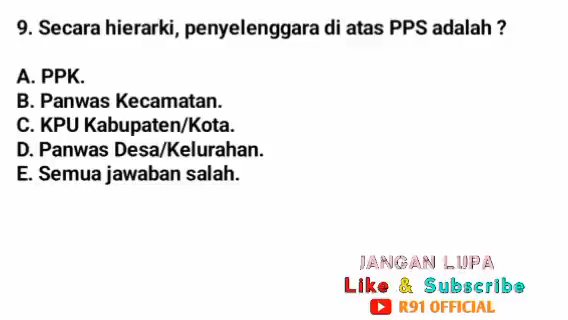 9. Secara hierarki, penyelenggara di atas PPS adalah ?
A. PPK.
B. Panwas Kecamatan.
C. KPU Kabupaten/Kota.
D. Panwas Desa/Kelurahan.
E. Semua jawaban salah.
JANGAN LUPA
Like & Subscribe
R91 OFFICIAL